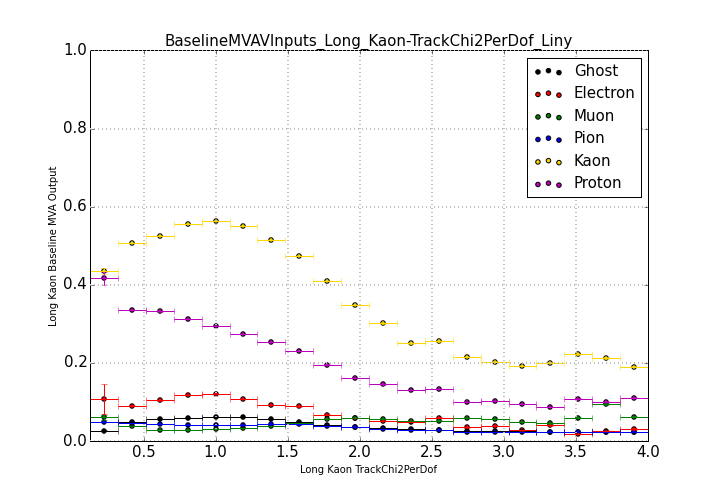 BaselineMVAVInputs_Long_Kaon-TrackChi2PerDof_Liny
1.0
0.8
0.6
0.4
0.2
0.0
Long Kaon Baseline MVA Output
Ghost
Electron
Muon
Pion
Kaon
Proton
0.5 1.0 1.5 2.0 2.5 3.0 3.5 4.0
Long Kaon TrackChi2PerDof